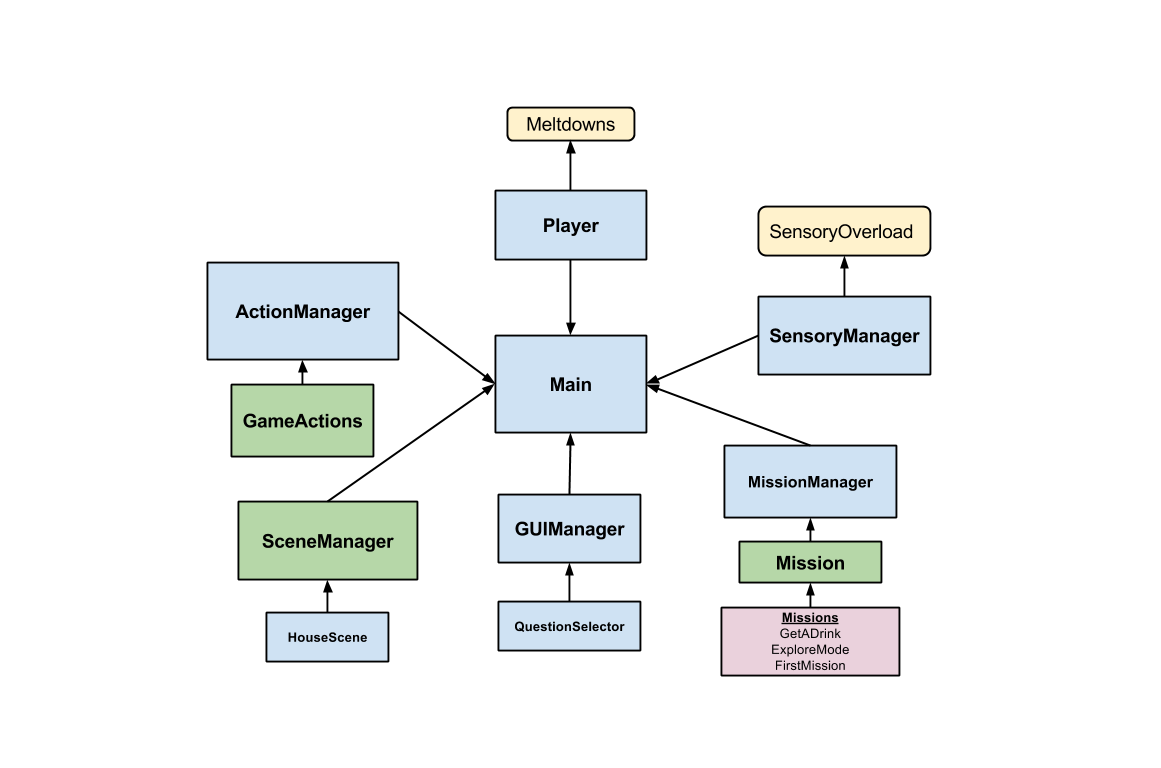 Meltdowns
Player
SensoryOverload
ActionManager
SensoryManager
Main
GameActions
MissionManager
SceneManager
GUIManager
Mission
HouseScene
QuestionSelector
Missions
GetADrink
ExploreMode
FirstMission